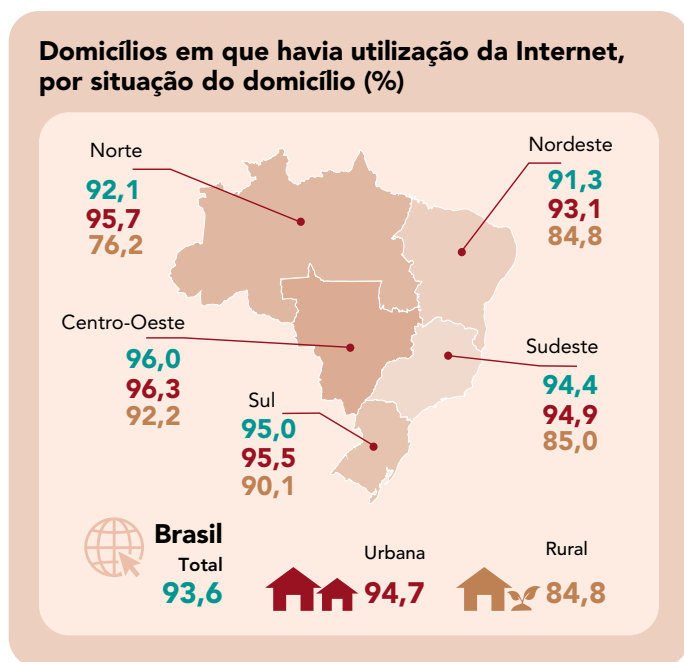 Domicílios em que havia utilização da Internet,
por situação do domicílio (%)
Norte
92,1
95,7
76,2
Nordeste
91,3
93,1
84,8
Centro-Oeste
96,0
96,3
92,2
Sudeste
94,4
94,9
85,0
Sul
95,0
95,5
90,1
Brasil
Total
93,6
Urbana
94,7
Rural
84,8